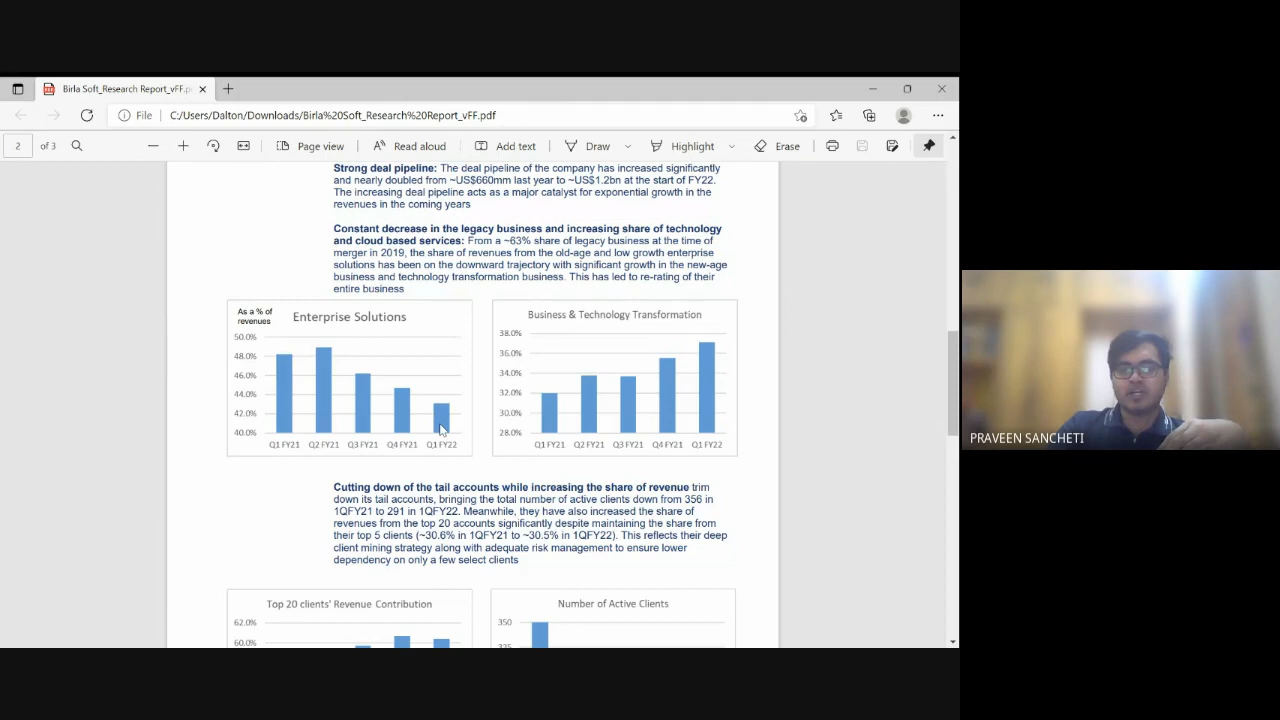 Birla Soft_Research Report_vFF.p
File C:/Users/Dalton/Downloads/Birla%20Soft_Research%20Report_vFF.pdf
2 of 3 Page view Read aloud Add text Draw Highlight Erase
Strong deal pipeline: The deal pipeline of the company has increased significantly
and nearly doubled from ~US$660mm last year to ~US$1.2bn at the start of FY22.
The increasing deal pipeline acts as a major catalyst for exponential growth in the
revenues in the coming years
Constant decrease in the legacy business and increasing share of technology
and cloud based services: From a ~63% share of legacy business at the time of
merger in 2019, the share of revenues from the old-age and low growth enterprise
solutions has been on the downward trajectory with significant growth in the new-age
business and technology transformation business. This has led to re-rating of their
entire business
As a % of
revenues
Enterprise Solutions
50.0%
48.0%
46.0%
44.0%
42.0%
40.0%
Q1 FY21 Q2 FY21 Q3 FY21 Q4 FY21 Q1 FY22
Business & Technology Transformation
38.0%
36.0%
34.0%
32.0%
30.0%
28.0%
Q1 FY21 Q2 FY21 Q3 FY21 Q4 FY21 Q1 FY22
Cutting down of the tail accounts while increasing the share of revenue trim
down its tail accounts, bringing the total number of active clients down from 356 in
1QFY21 to 291 in 1QFY22. Meanwhile, they have also increased the share of
revenues from the top 20 accounts significantly despite maintaining the share from
their top 5 clients (~30.6% in 1QFY21 to ~30.5% in 1QFY22). This reflects their deep
client mining strategy along with adequate risk management to ensure lower
dependency on only a few select clients
Top 20 clients' Revenue Contribution
62.0%
60.0%
Number of Active Clients
350
PRAVEEN SANCHETI